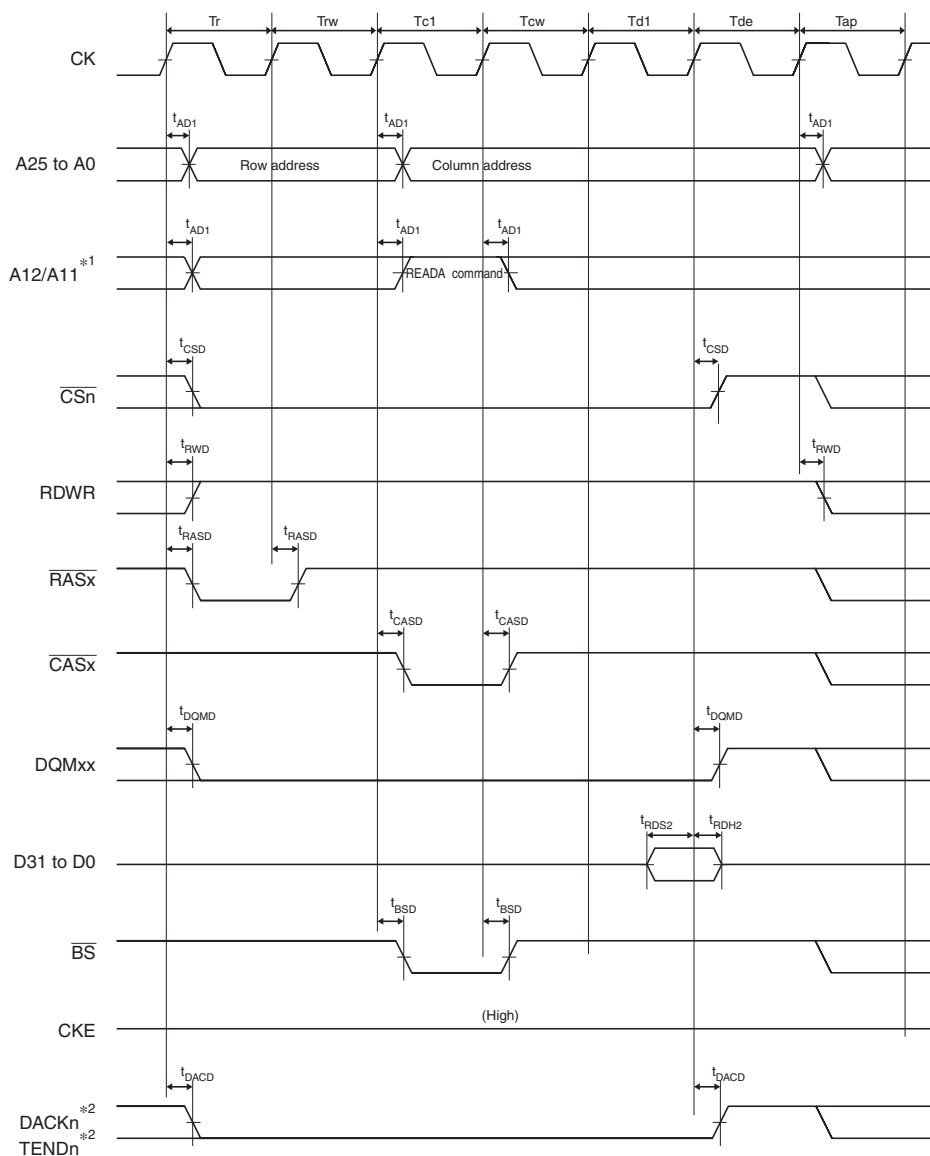 Tr Trw Tc1 Tcw Td1 Tde Tap
CK
tAD1 tAD1 tAD1
A25 to A0 Row address Column address
tAD1 tAD1 tAD1
A12/A11*1 READA command
tCSD tCSD
CSn
tRWD tRWD
RDWR
tRASD tRASD
RASx
tCASD tCASD
CASx
tDQMD tDQMD
DQMxx
tRDS2 tRDH2
D31 to D0
tBSD tBSD
BS
(High)
CKE
tDACD tDACD
DACKn*2
TENDn*2